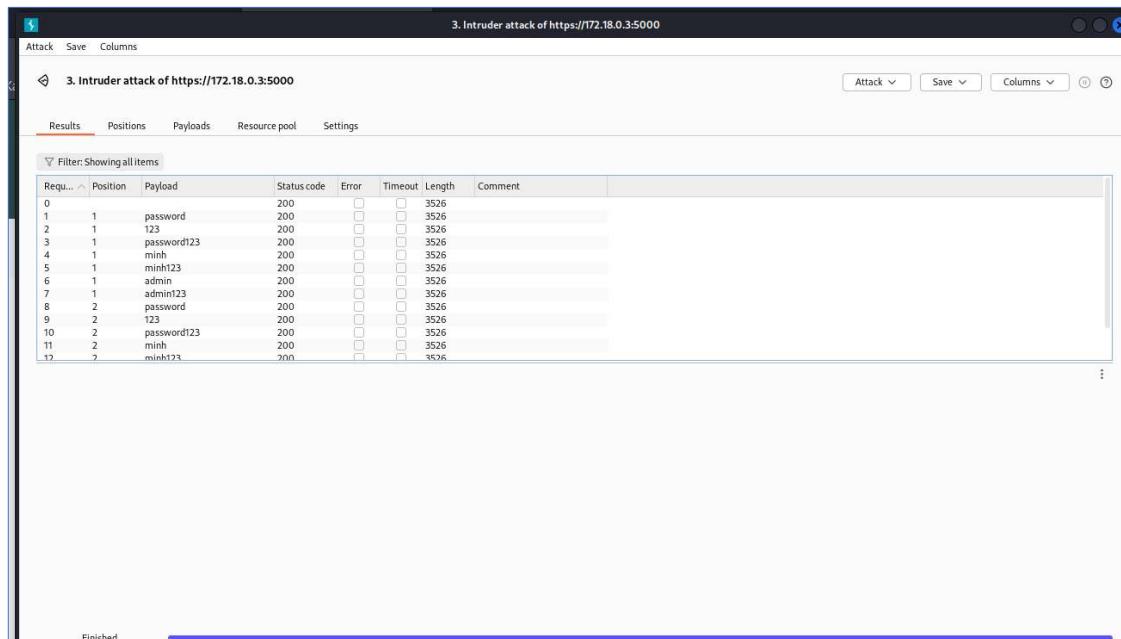 3. Intruder attack of https://172.18.0.3:5000
Attack Save Columns
3. Intruder attack of https://172.18.0.3:5000
Attack Save Columns
Results Positions Payloads Resource pool Settings
Filter: Showing all items
Requ... Position Payload Status code Error Timeout Length Comment
0 200 3526
1 1 password 200 3526
2 1 123 200 3526
3 1 password123 200 3526
4 1 minh 200 3526
5 1 minh123 200 3526
6 1 admin 200 3526
7 1 admin123 200 3526
8 2 password 200 3526
9 2 123 200 3526
10 2 password123 200 3526
11 2 minh 200 3526
12 2 minh123 200 3526
Finished